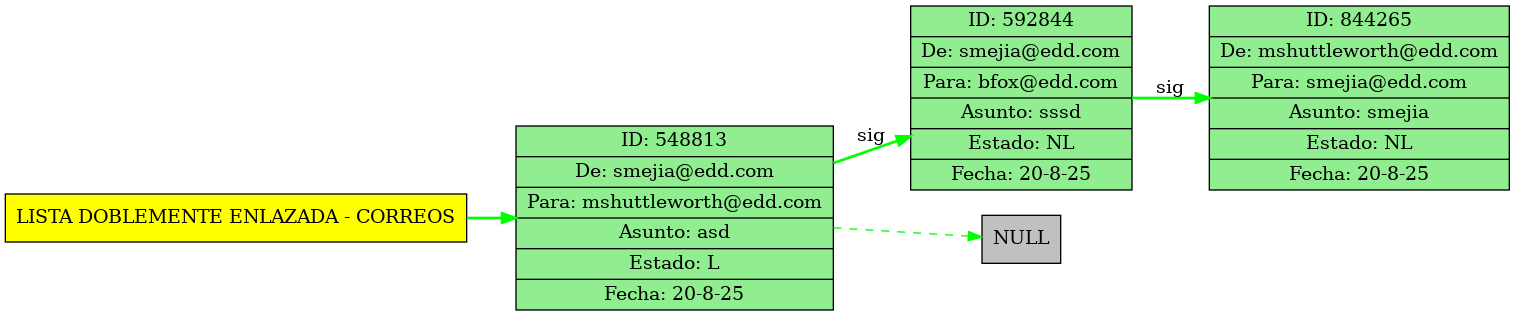 LISTA DOBLEMENTE ENLAZADA - CORREOS
ID: 548813
De: smejia@edd.com
Para: mshuttleworth@edd.com
Asunto: asd
Estado: L
Fecha: 20-8-25
sig
ID: 592844
De: smejia@edd.com
Para: bfox@edd.com
Asunto: sssd
Estado: NL
Fecha: 20-8-25
NULL
sig
ID: 844265
De: mshuttleworth@edd.com
Para: smejia@edd.com
Asunto: smejia
Estado: NL
Fecha: 20-8-25